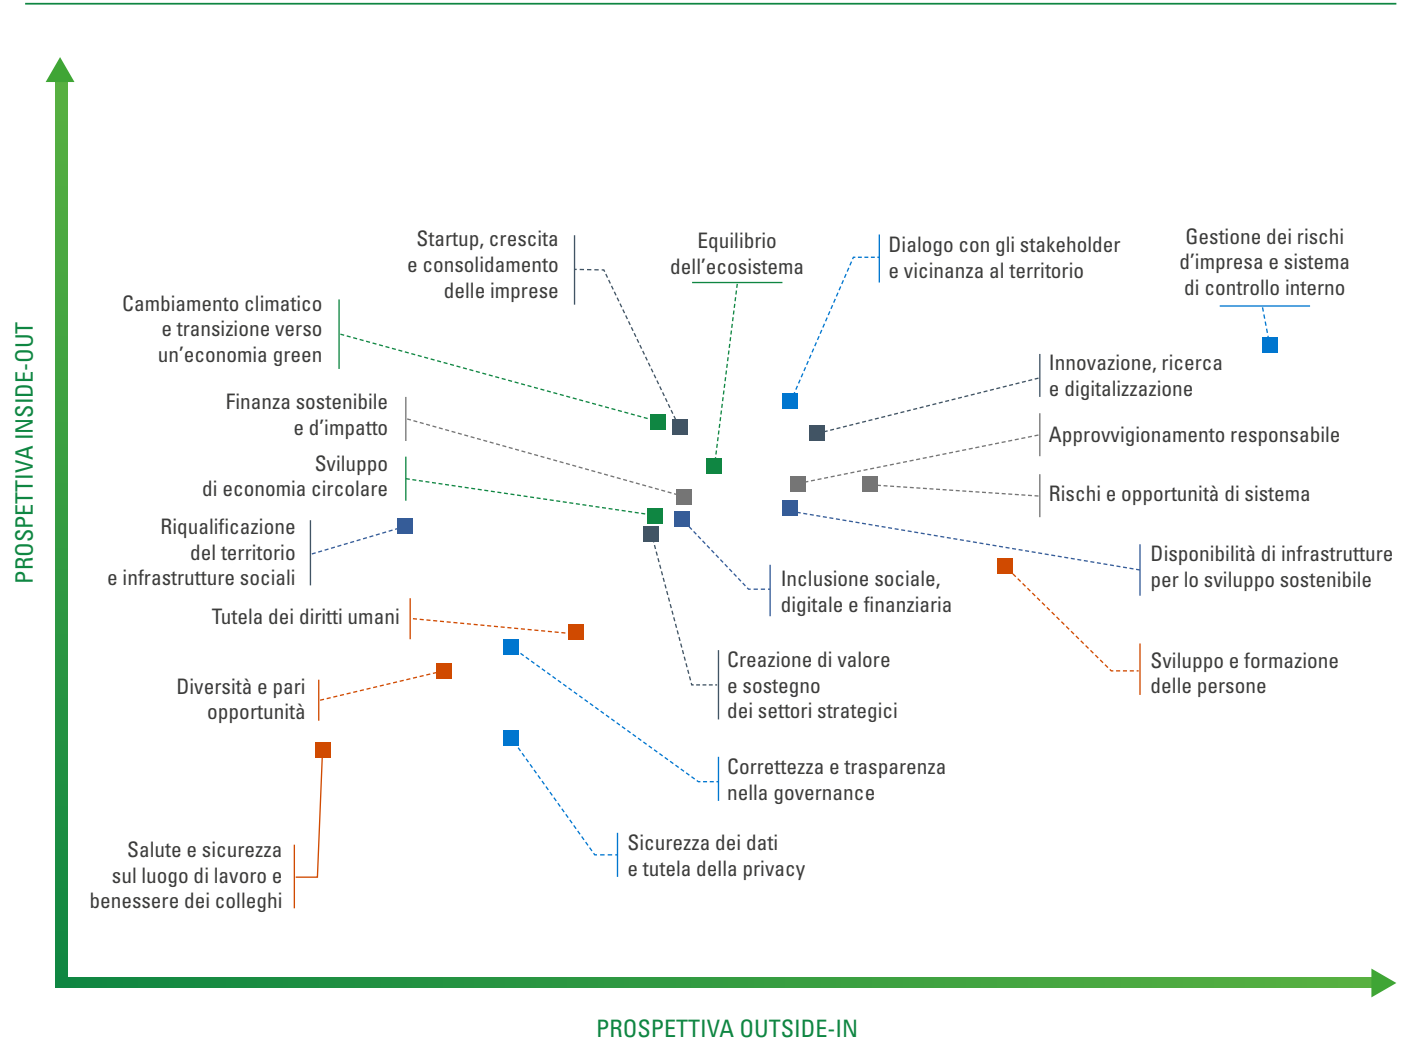 Startup, crescita
e consolidamento
delle imprese
Equilibrio
dell'ecosistema
Dialogo con gli stakeholder
e vicinanza al territorio
Gestione dei rischi
d'impresa e sistema
di controllo interno
Cambiamento climatico
e transizione verso
un'economia green
Innovazione, ricerca
e digitalizzazione
Finanza sostenibile
e d'impatto
Approvvigionamento responsabile
Sviluppo
di economia circolare
Rischi e opportunità di sistema
Riqualificazione
del territorio
e infrastrutture sociali
Disponibilità di infrastrutture
per lo sviluppo sostenibile
Inclusione sociale,
digitale e finanziaria
Tutela dei diritti umani
Creazione di valore
e sostegno
dei settori strategici
Sviluppo e formazione
delle persone
Diversità e pari
opportunità
Correttezza e trasparenza
nella governance
Sicurezza dei dati
e tutela della privacy
Salute e sicurezza
sul luogo di lavoro e
benessere dei colleghi
PROSPETTIVA INSIDE-OUT
PROSPETTIVA OUTSIDE-IN